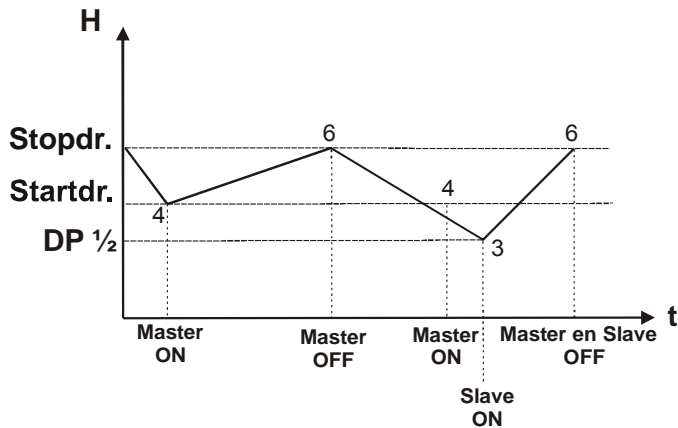 H
Stopdr.
6
6
Startdr.
4
4
DP ½
3
t
Master
ON
Master
OFF
Master
ON
Master en Slave
OFF
Slave
ON